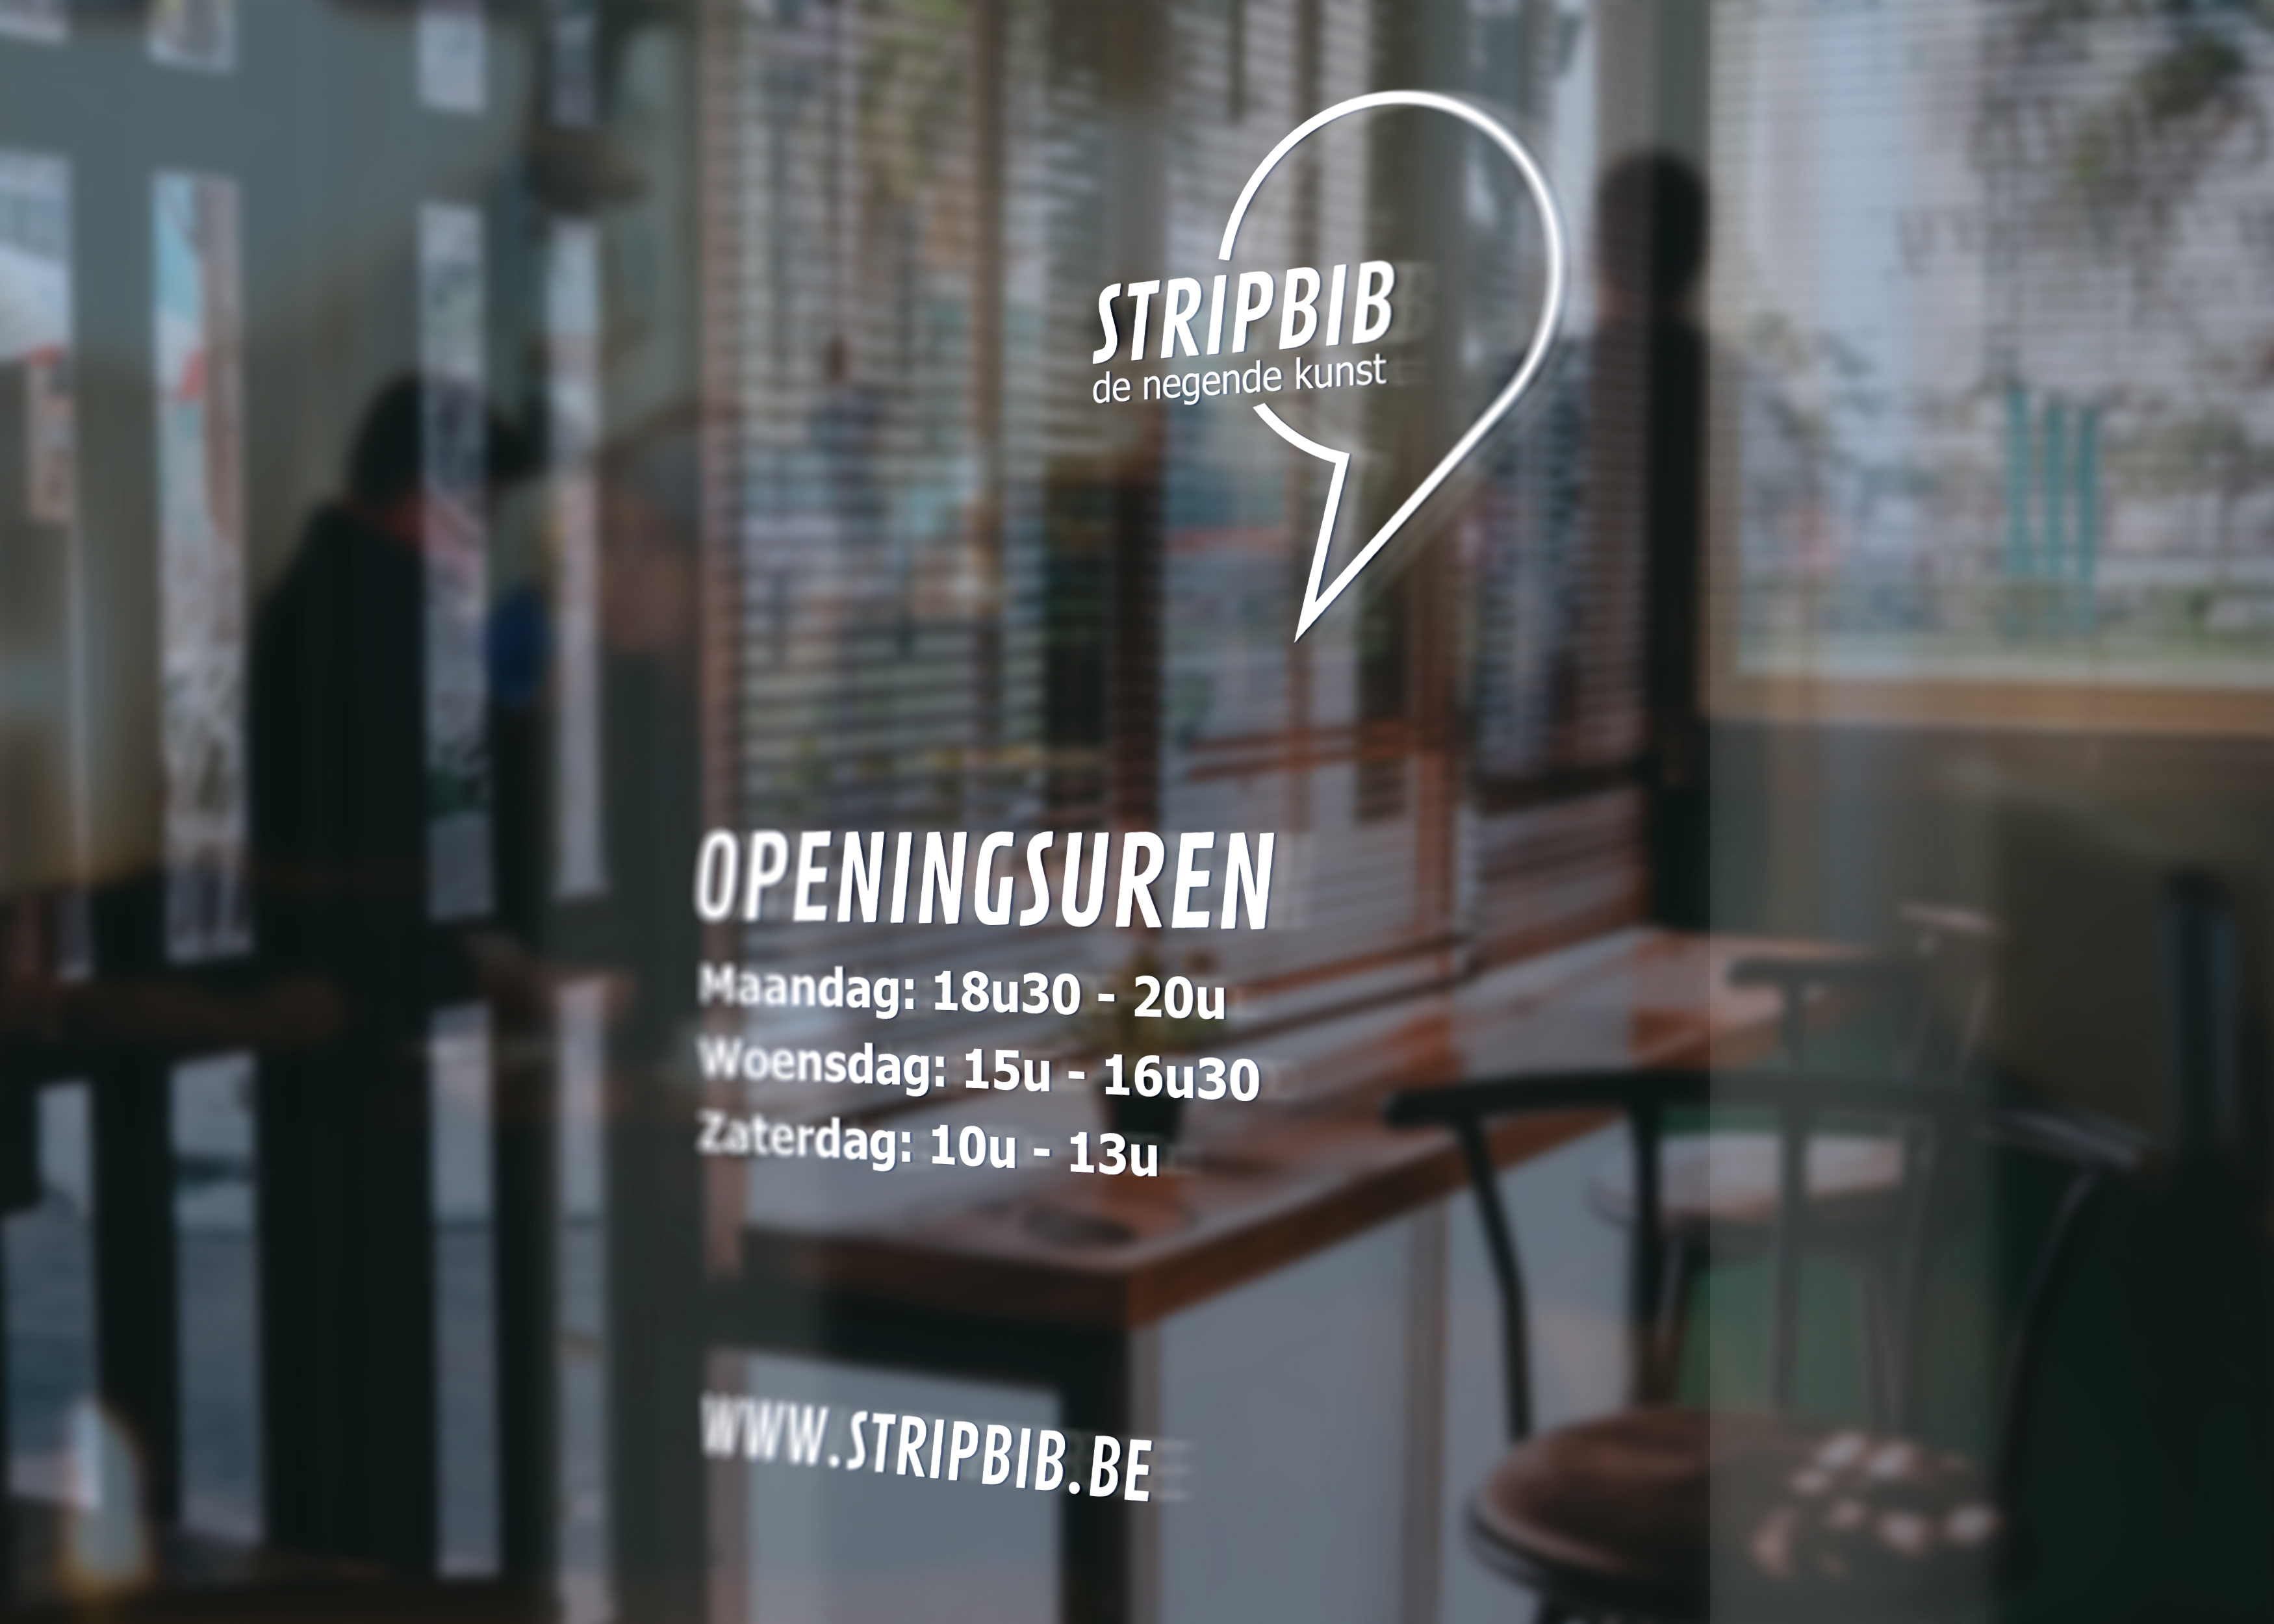 STRIPBIB
de negende kunst
OPENINGSUREN
Maandag: 18u30 - 20u
Woensdag: 15u - 16u30
Zaterdag: 10u - 13u
WWW.STRIPBIB.BE